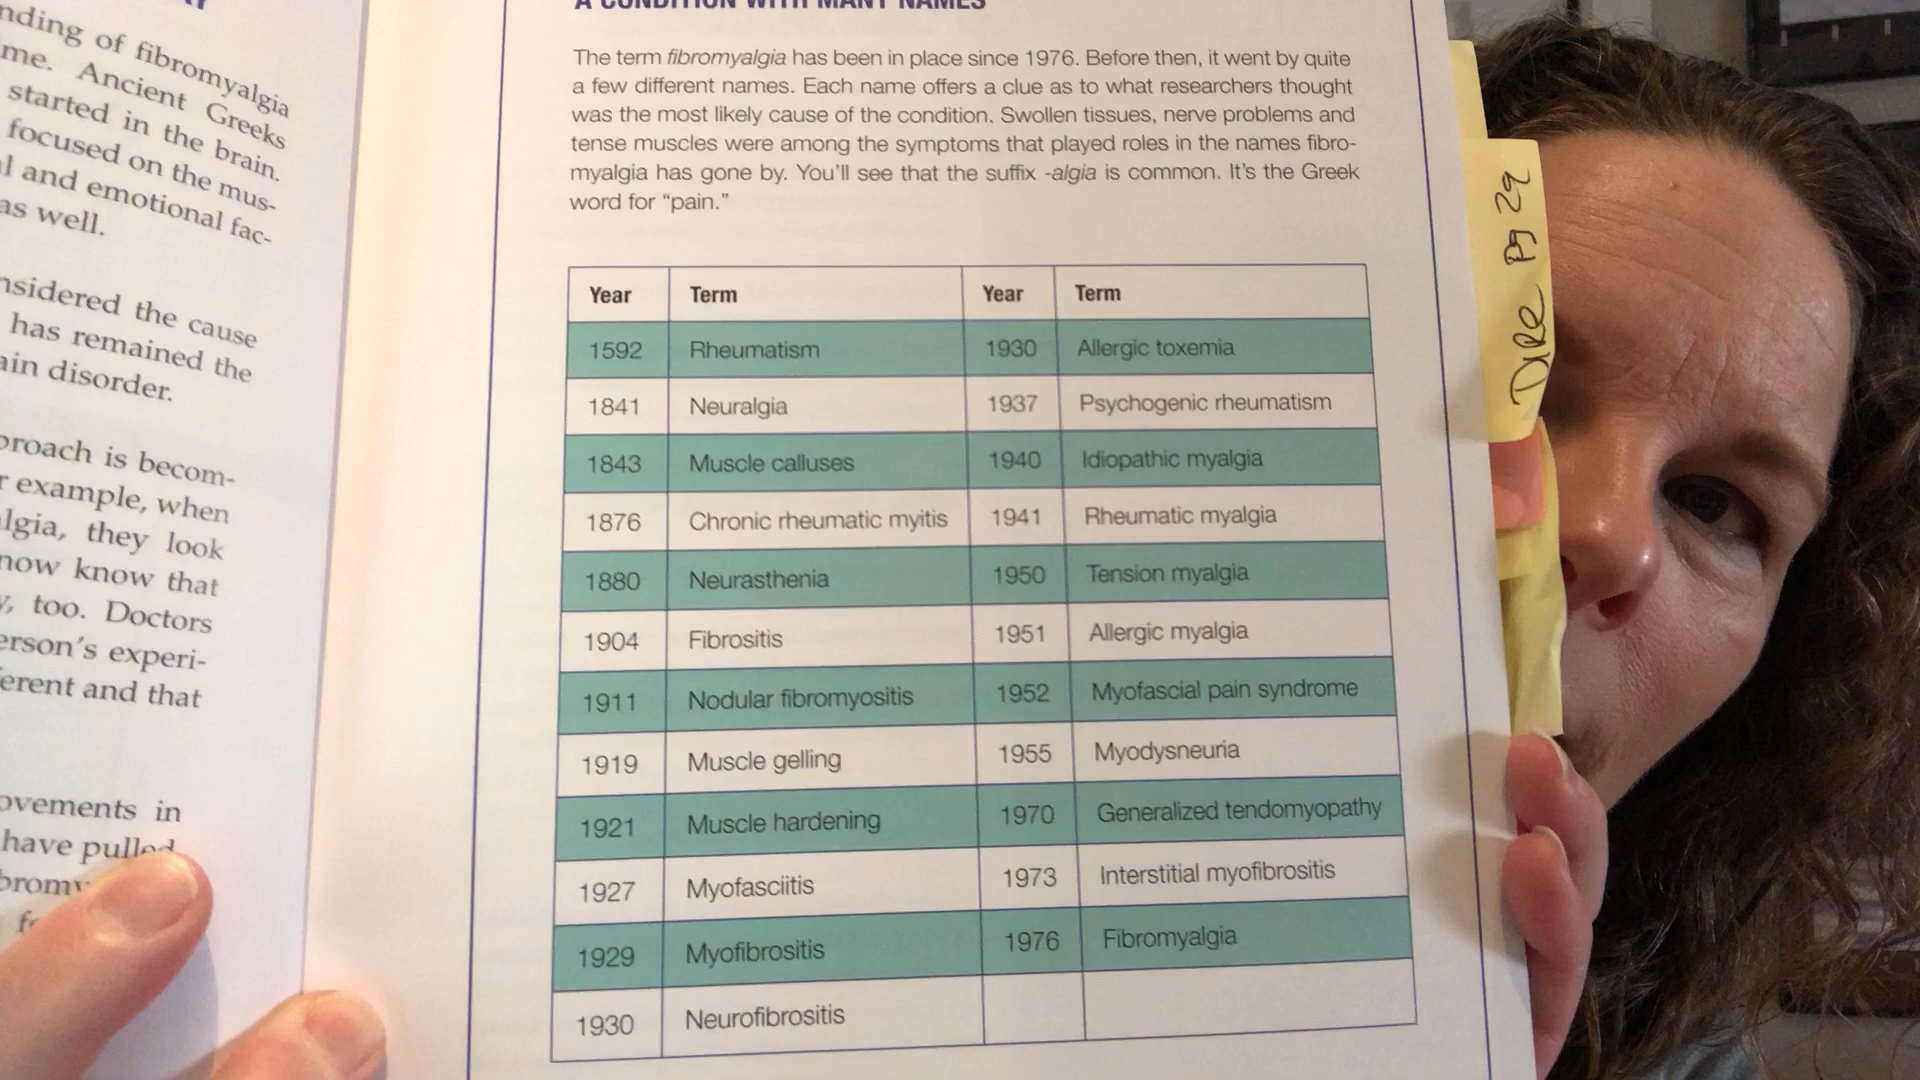 nding of fibromyalgia
me. Ancient Greeks
started in the brain.
focused on the mus-
l and emotional fac-
as well.
nsidered the cause
has remained the
ain disorder.
proach is becom-
r example, when
lgia, they look
now know that
y, too. Doctors
erson's experi-
erent and that
ovements in
have pulled
bromy
A CONDITION WITH MANY NAMES
The term fibromyalgia has been in place since 1976. Before then, it went by quite
a few different names. Each name offers a clue as to what researchers thought
was the most likely cause of the condition. Swollen tissues, nerve problems and
tense muscles were among the symptoms that played roles in the names fibro-
myalgia has gone by. You'll see that the suffix -algia is common. It's the Greek
word for “pain.”
Year Term Year Term
1592 Rheumatism 1930 Allergic toxemia
1841 Neuralgia 1937 Psychogenic rheumatism
1843 Muscle calluses 1940 Idiopathic myalgia
1876 Chronic rheumatic myitis 1941 Rheumatic myalgia
1880 Neurasthenia 1950 Tension myalgia
1904 Fibrositis 1951 Allergic myalgia
1911 Nodular fibromyositis 1952 Myofascial pain syndrome
1919 Muscle gelling 1955 Myodysneuria
1921 Muscle hardening 1970 Generalized tendomyopathy
1927 Myofasciitis 1973 Interstitial myofibrositis
1929 Myofibrositis 1976 Fibromyalgia
1930 Neurofibrositis
pg 29